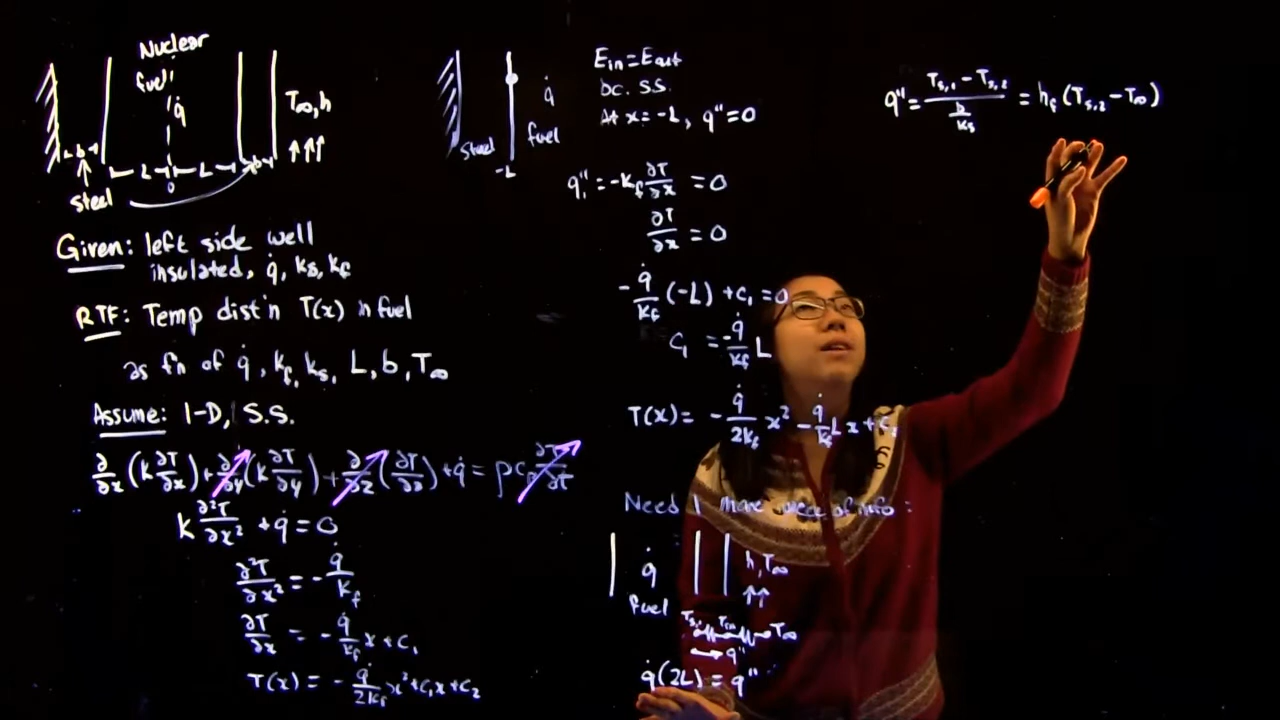 Nuclear
fuel
q̇
T∞, h
↑↑↑
b
L
L
b
0
steel
Given: left side well
insulated, q̇, ks, kf
RTF: Temp dist'n T(x) in fuel
as fn of q̇, kf, ks, L, b, T∞
Assume: 1-D, S.S.
∂/∂x (k ∂T/∂x) + ∂/∂y (k ∂T/∂y) + ∂/∂z (∂T/∂z) + q̇ = ρcp ∂T/∂t
k ∂²T/∂x² + q̇ = 0
∂²T/∂x² = - q̇/kf
∂T/∂x = - q̇/kf x + c₁
T(x) = - q̇/2kf x² + c₁x + c₂
steel
q̇
fuel
-L
Ein = Eout
bc. S.S.
At x = -L, q" = 0
q" = -kf ∂T/∂x = 0
∂T/∂x = 0
- q̇/kf (-L) + c₁ = 0
C₁ = - q̇/kf L
T(x) = - q̇/2kf x² - q̇/kf L x + C₂
Need 1 more piece of info :
q̇
fuel
h, T∞
↑↑
Ts,1
T∞
q"
q̇(2L) = q"
q" = (Ts,1 - Ts,2)/(b/ks) = hf (Ts,2 - T∞)